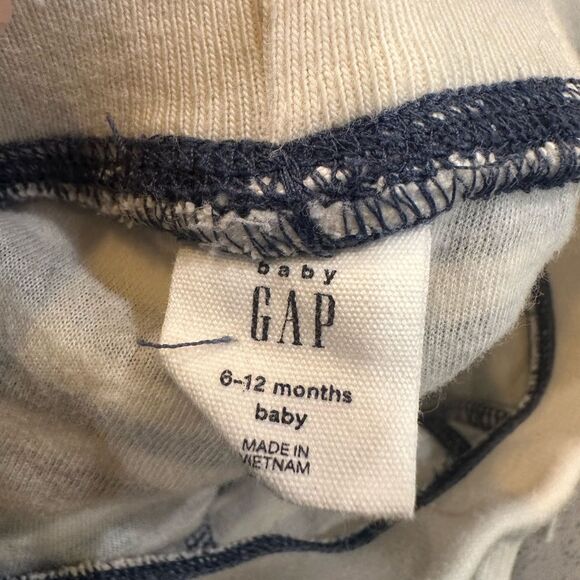 baby
GAP
6-12 months
baby
MADE IN
VIETNAM